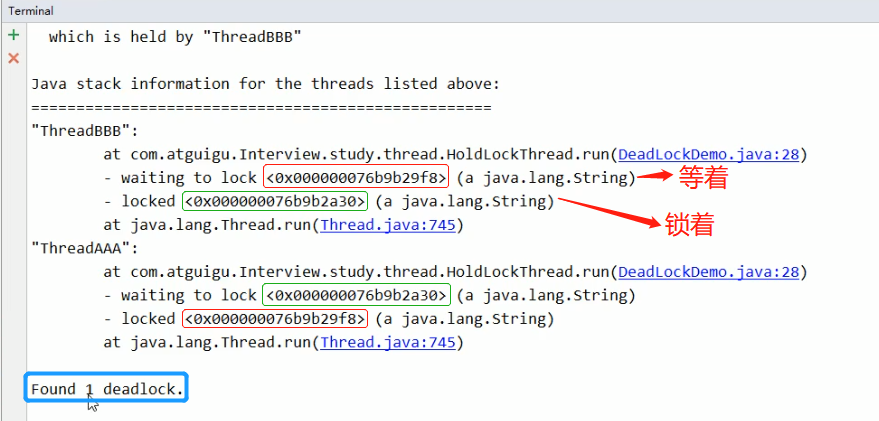 Terminal
which is held by "ThreadBBB"
Java stack information for the threads listed above:
===================================================
"ThreadBBB":
at com.atguigu.Interview.study.thread.HoldLockThread.run(DeadLockDemo.java:28)
- waiting to lock <0x000000076b9b29f8> (a java.lang.String) 等着
- locked <0x000000076b9b2a30> (a java.lang.String)
锁着
at java.lang.Thread.run(Thread.java:745)
"ThreadAAA":
at com.atguigu.Interview.study.thread.HoldLockThread.run(DeadLockDemo.java:28)
- waiting to lock <0x000000076b9b2a30> (a java.lang.String)
- locked <0x000000076b9b29f8> (a java.lang.String)
at java.lang.Thread.run(Thread.java:745)
Found 1 deadlock.